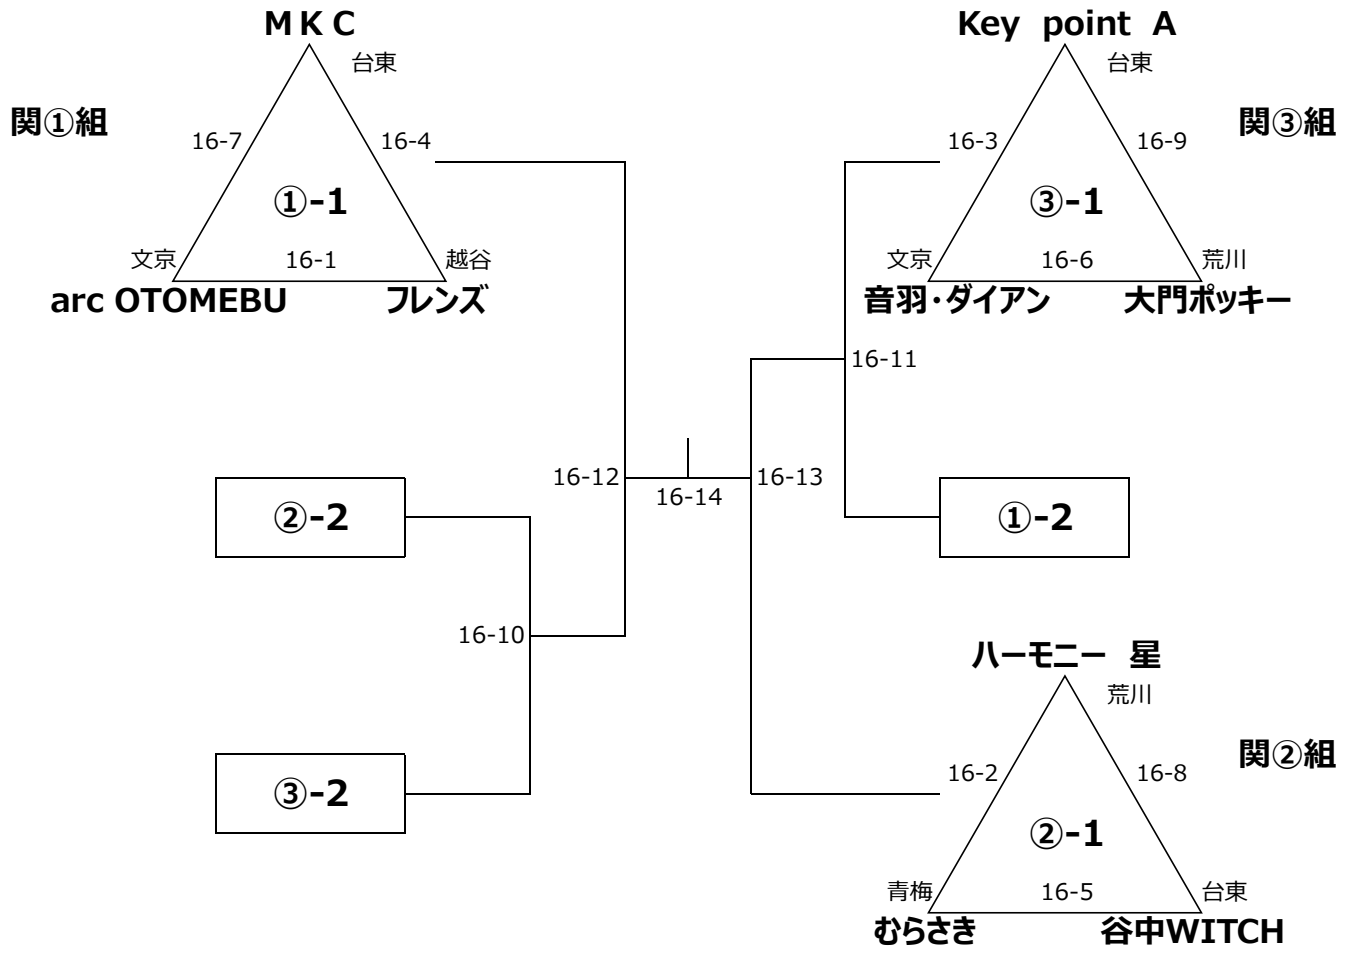 MKC
台東
関①組
16-7
16-4
①-1
文京
16-1
越谷
arc OTOMEBU
フレンズ
Key point A
台東
関③組
16-3
16-9
③-1
文京
16-6
荒川
音羽・ダイアン
大門ポッキー
16-11
16-12
16-14
16-13
②-2
①-2
16-10
③-2
ハーモニー 星
荒川
関②組
16-2
16-8
②-1
青梅
16-5
台東
むらさき
谷中WITCH